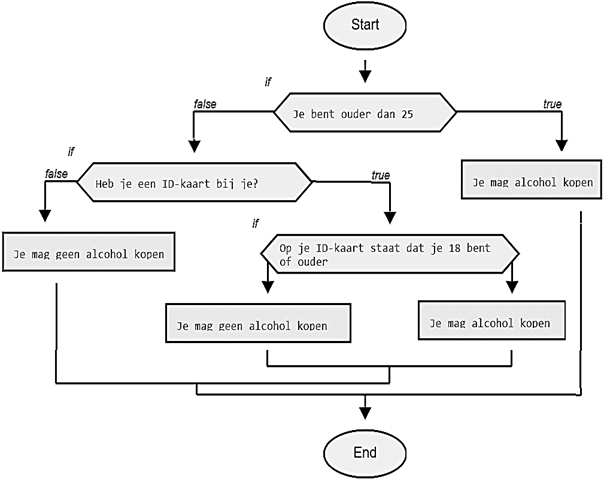 Start
if
false
true
Je bent ouder dan 25
if
false
true
Heb je een ID-kaart bij je?
Je mag alcohol kopen
if
Je mag geen alcohol kopen
Op je ID-kaart staat dat je 18 bent
of ouder
Je mag geen alcohol kopen
Je mag alcohol kopen
End